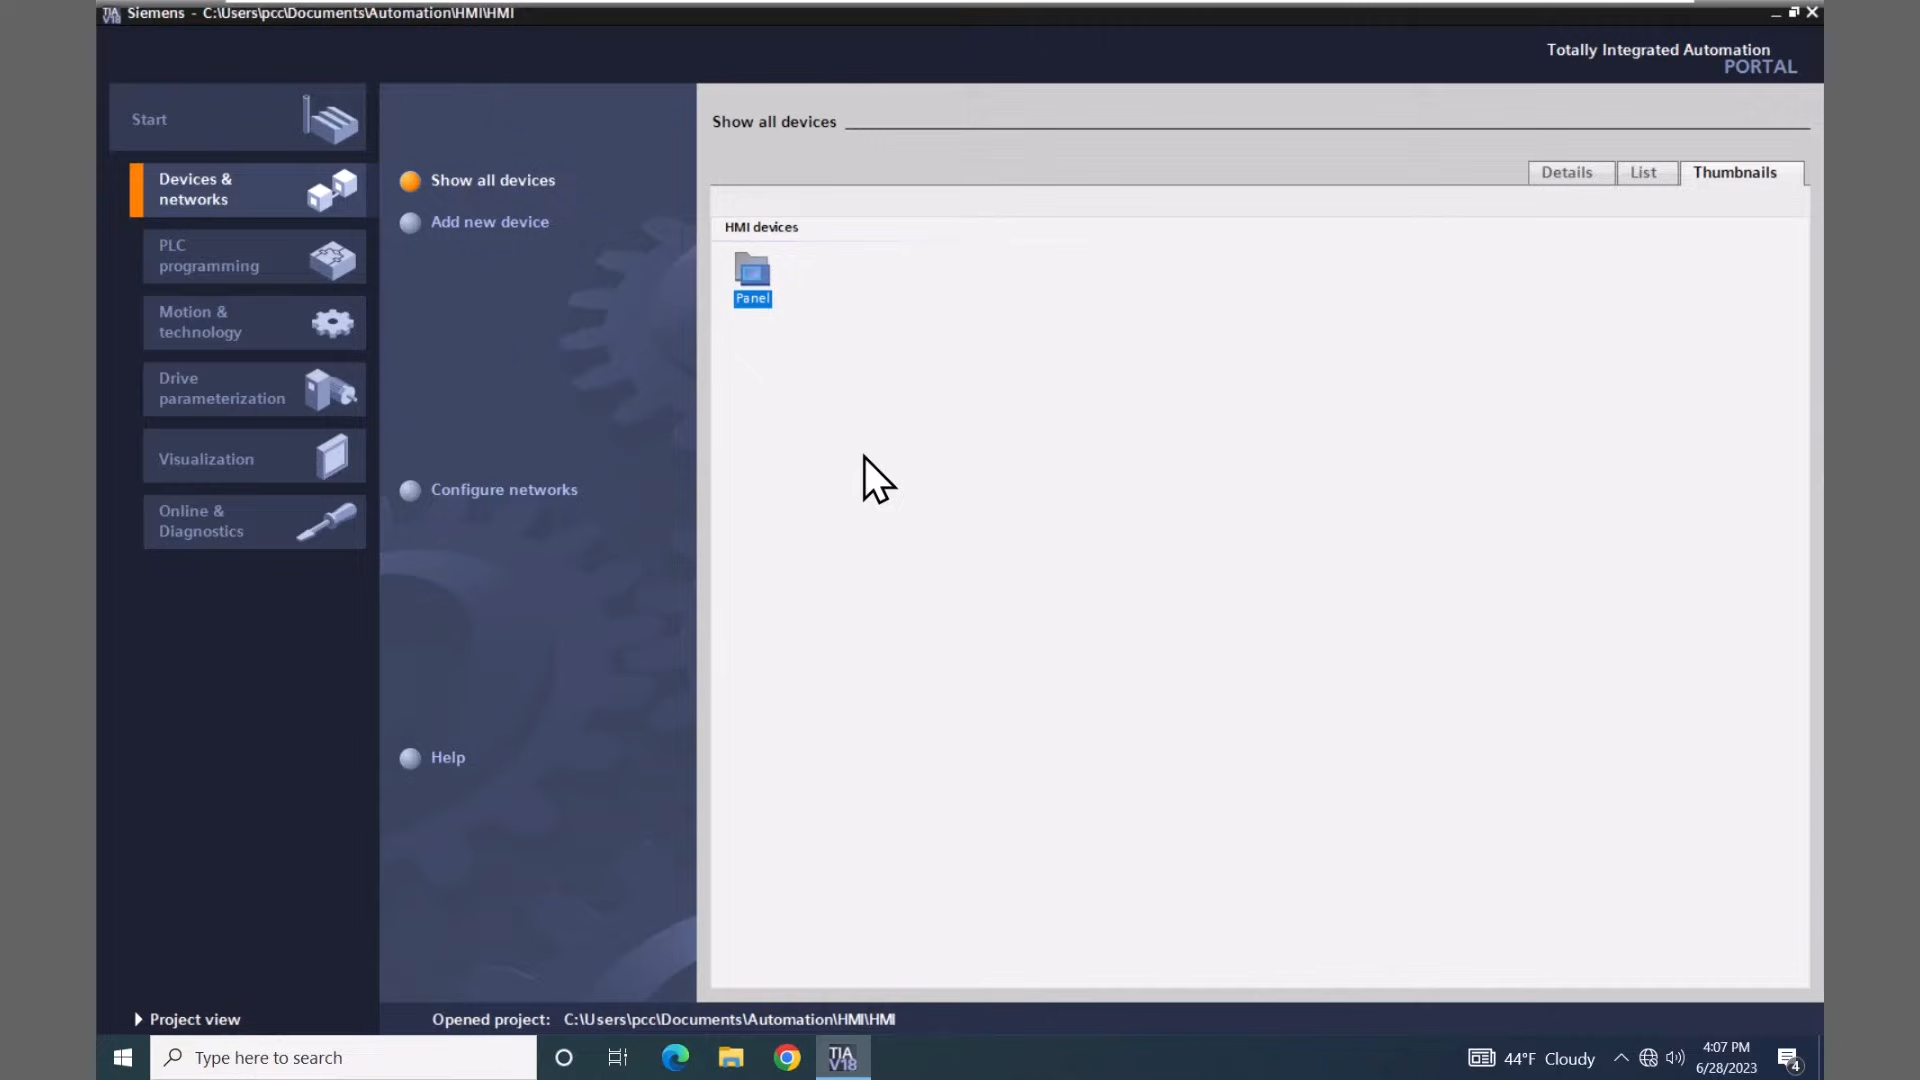 TIA V18 Siemens - C:\Users\pcc\Documents\Automation\HMI\HMI
Totally Integrated Automation
PORTAL
Start
Devices &
networks
PLC
programming
Motion &
technology
Drive
parameterization
Visualization
Online &
Diagnostics
Show all devices
Add new device
Configure networks
Help
Show all devices
Details
List
Thumbnails
HMI devices
Panel
Project view
Opened project: C:\Users\pcc\Documents\Automation\HMI\HMI
Type here to search
TIA
V18
44°F Cloudy
4:07 PM
6/28/2023
4